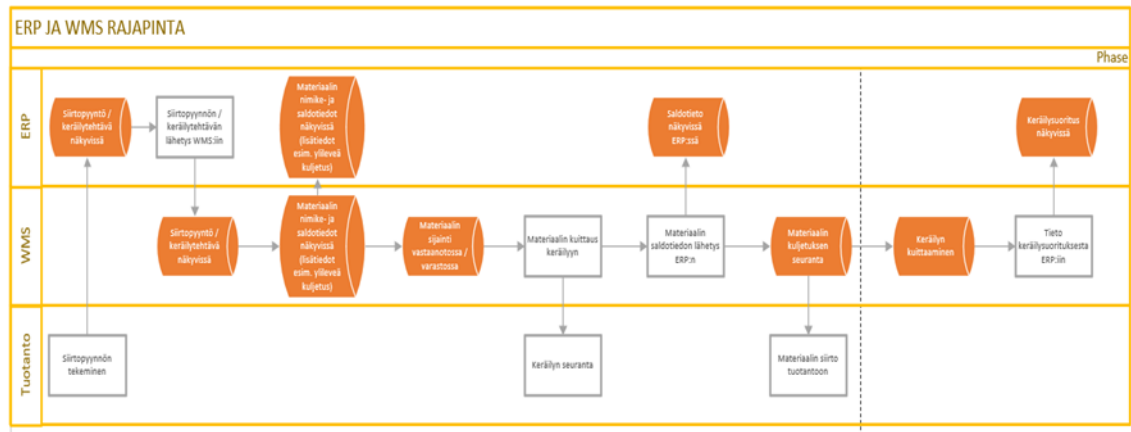 ERP JA WMS RAJAPINTA
Phase
ERP
Siirtopyyntö /
keräilytehtävä
näkyvissä
Siirtopyynnön /
keräilytehtävän
lähetys WMS:iin
Materiaalin
nimike- ja
saldotiedot
näkyvissä
(lisätiedot
esim. ylileveä
kuljetus)
Saldotieto
näkyvissä
ERP:ssä
Keräilysuoritus
näkyvissä
WMS
Siirtopyyntö /
keräilytehtävä
näkyvissä
Materiaalin
nimike- ja
saldotiedot
näkyvissä
(lisätiedot
esim. ylileveä
kuljetus)
Materiaalin
sijainti
vastaanotossa /
varastossa
Materiaalin kuittaus
keräilyyn
Materiaalin
saldotiedon lähetys
ERP:n
Materiaalin
kuljetuksen
seuranta
Keräilyn
kuittaaminen
Tieto
keräilysuorituksesta
ERP:iin
Tuotanto
Siirtopyynnön
tekeminen
Keräilyn seuranta
Materiaalin siirto
tuotantoon